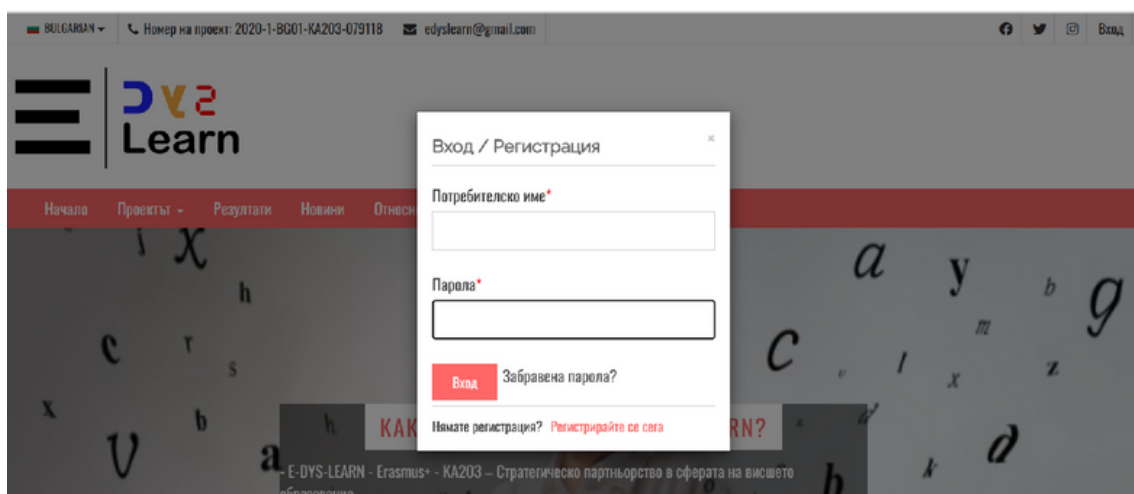 BULGARIAN
Номер на проект: 2020-1-BG01-KA203-079118
edyslearn@gmail.com
Вход
DYS
Learn
Вход / Регистрация
×
Потребителско име*
Парола*
Вход
Забравена парола?
Нямате регистрация? Регистрирайте се сега
Начало
Проектът
Резултати
Новини
j
x
h
c
r
s
x
b
v
a
h
a
y
b
g
m
c
v
l
x
z
d
d
k
b
- E-DYS-LEARN - Erasmus+ - KA203 – Стратегическо партньорство в сферата на висшето
образование